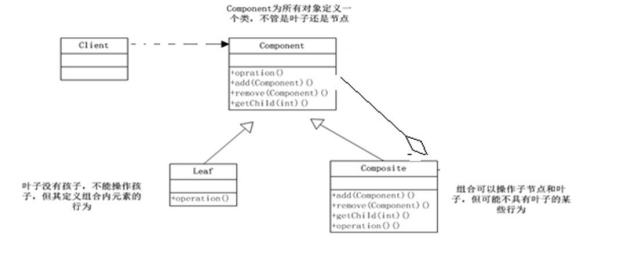 Component为所有对象定义一
个类，不管是叶子还是节点
Client
Component
+opration()
+add(Component)
+remove(Component)
+getChild(int)()
Leaf
+operation()
叶子没有孩子，不能操作孩
子，但其定义组合内元素的
行为
Composite
+add(Component)()
+remove(Component)()
+getChild(int)()
+operation()()
组合可以操作子节点和叶
子，但可能不具有叶子的某
些行为